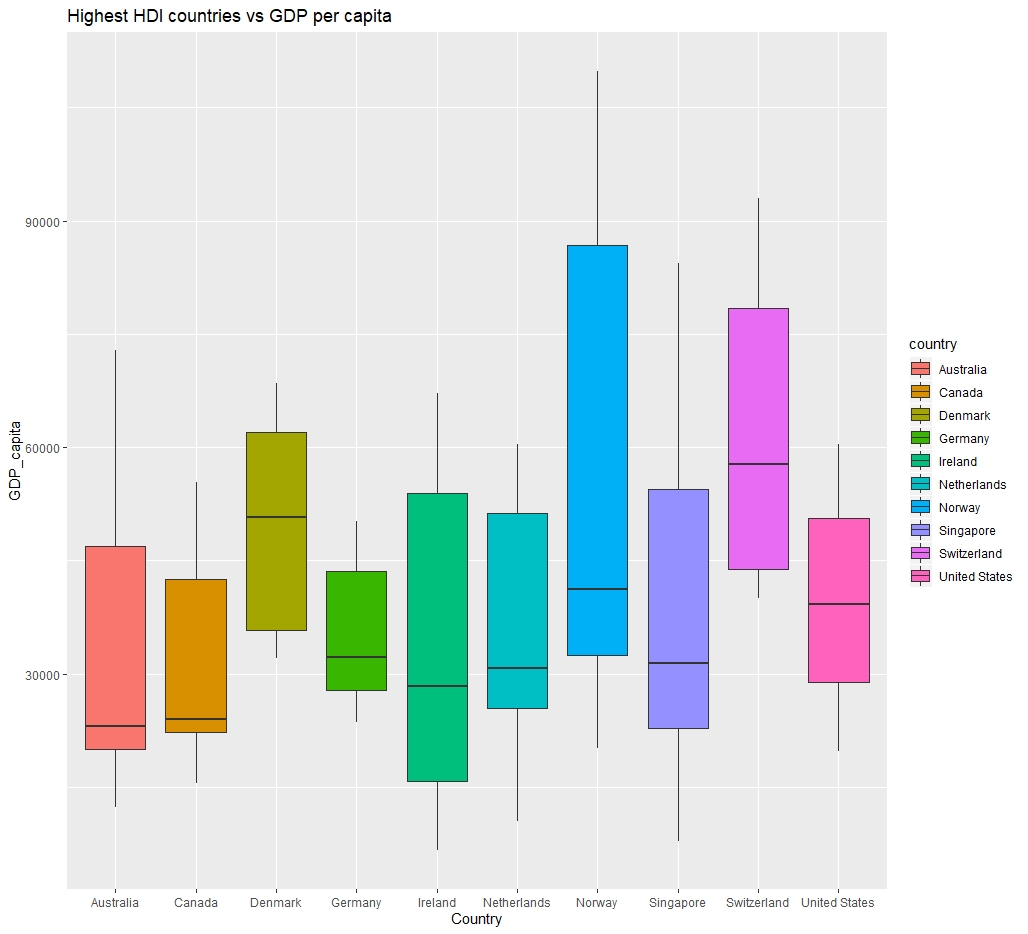 Highest HDI countries vs GDP per capita
GDP_capita
90000
60000
30000
Australia
Canada
Denmark
Germany
Ireland
Netherlands
Norway
Singapore
Switzerland
United States
Country
country
Australia
Canada
Denmark
Germany
Ireland
Netherlands
Norway
Singapore
Switzerland
United States